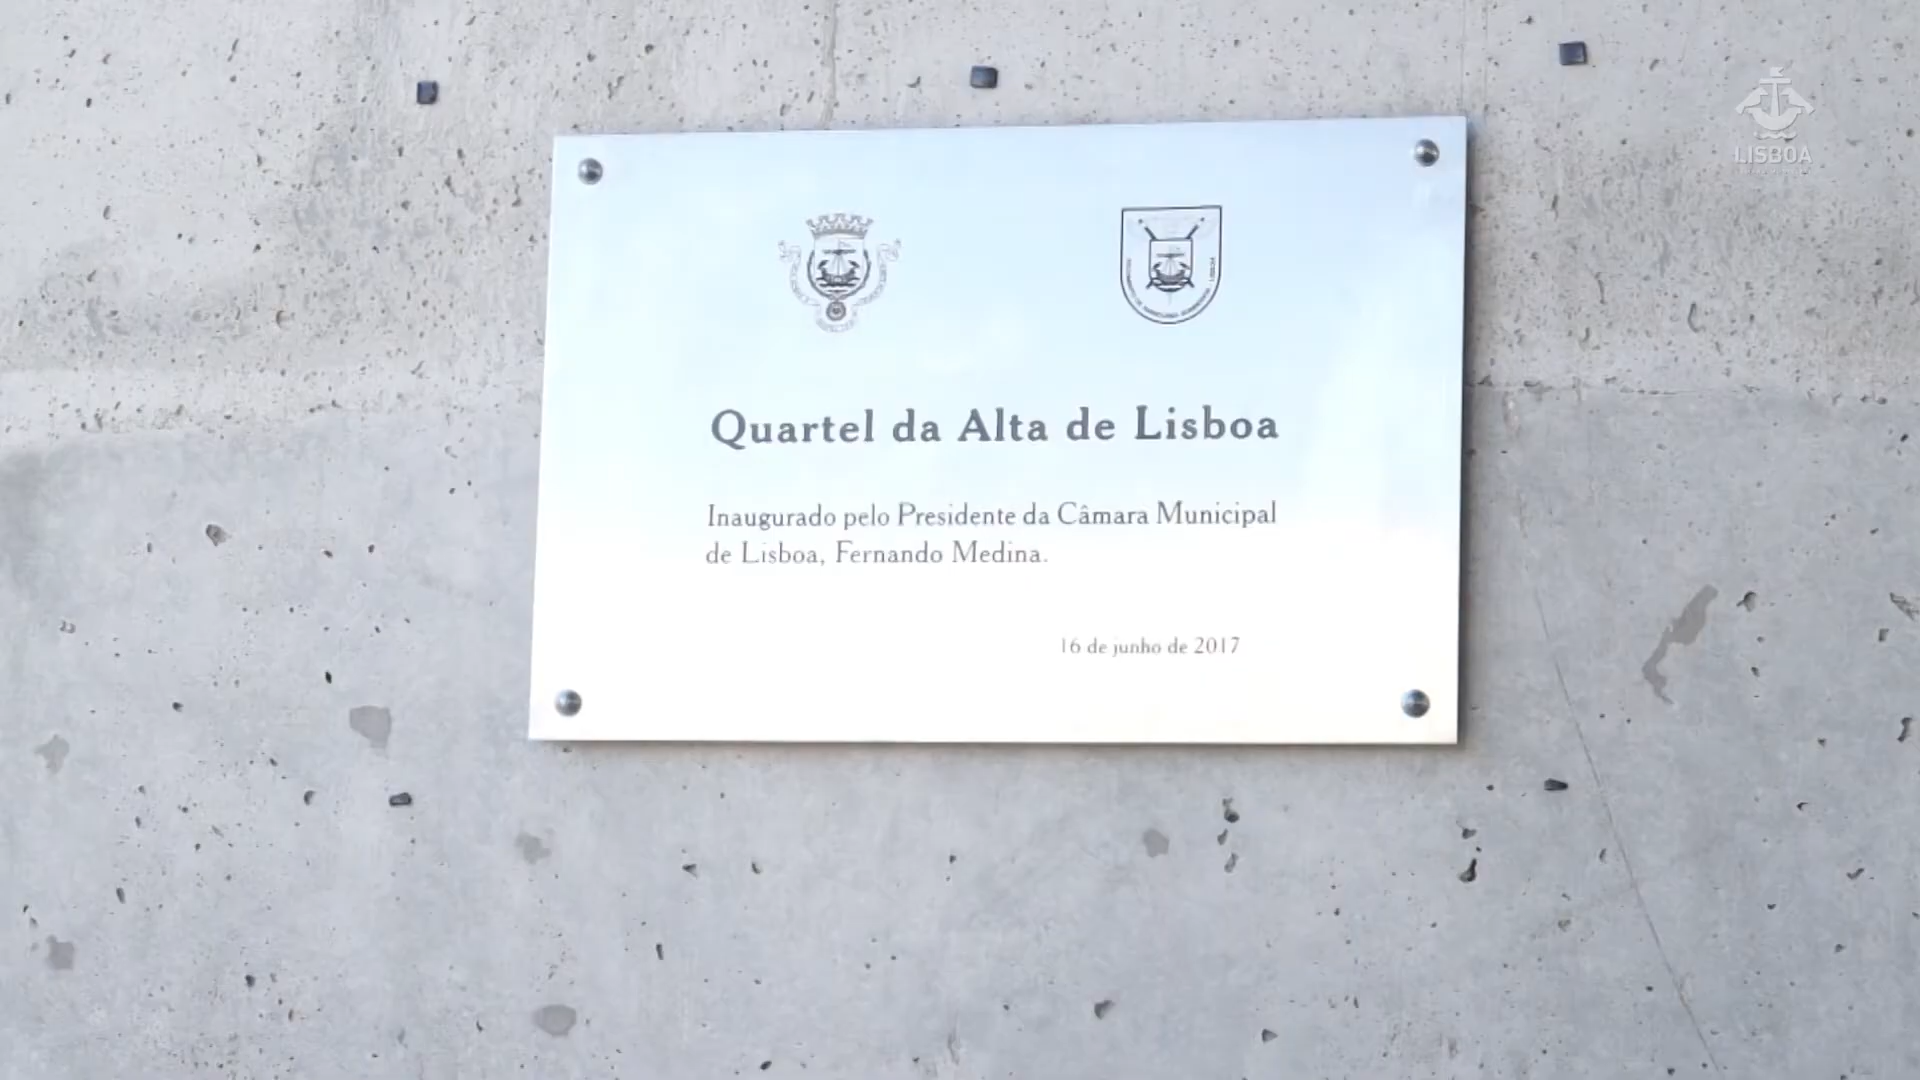 LISBOA
Quartel da Alta de Lisboa
Inaugurado pelo Presidente da Câmara Municipal
de Lisboa, Fernando Medina.
16 de junho de 2017